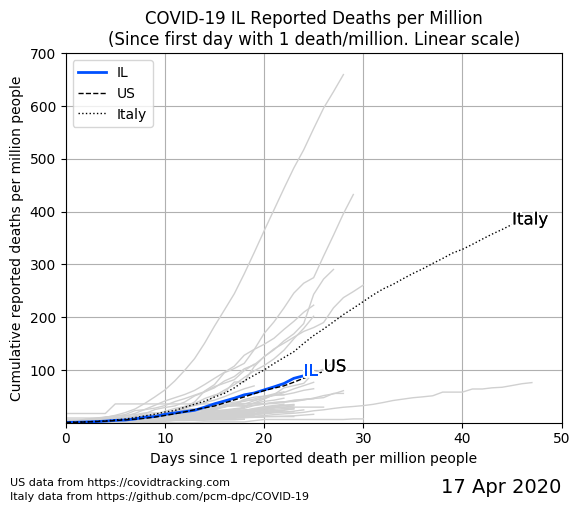 COVID-19 IL Reported Deaths per Million
(Since first day with 1 death/million. Linear scale)
IL
US
Italy
Cumulative reported deaths per million people
700
600
500
400
300
200
100
Italy
IL
US
0
10
20
30
40
50
Days since 1 reported death per million people
US data from https://covidtracking.com
Italy data from https://github.com/pcm-dpc/COVID-19
17 Apr 2020